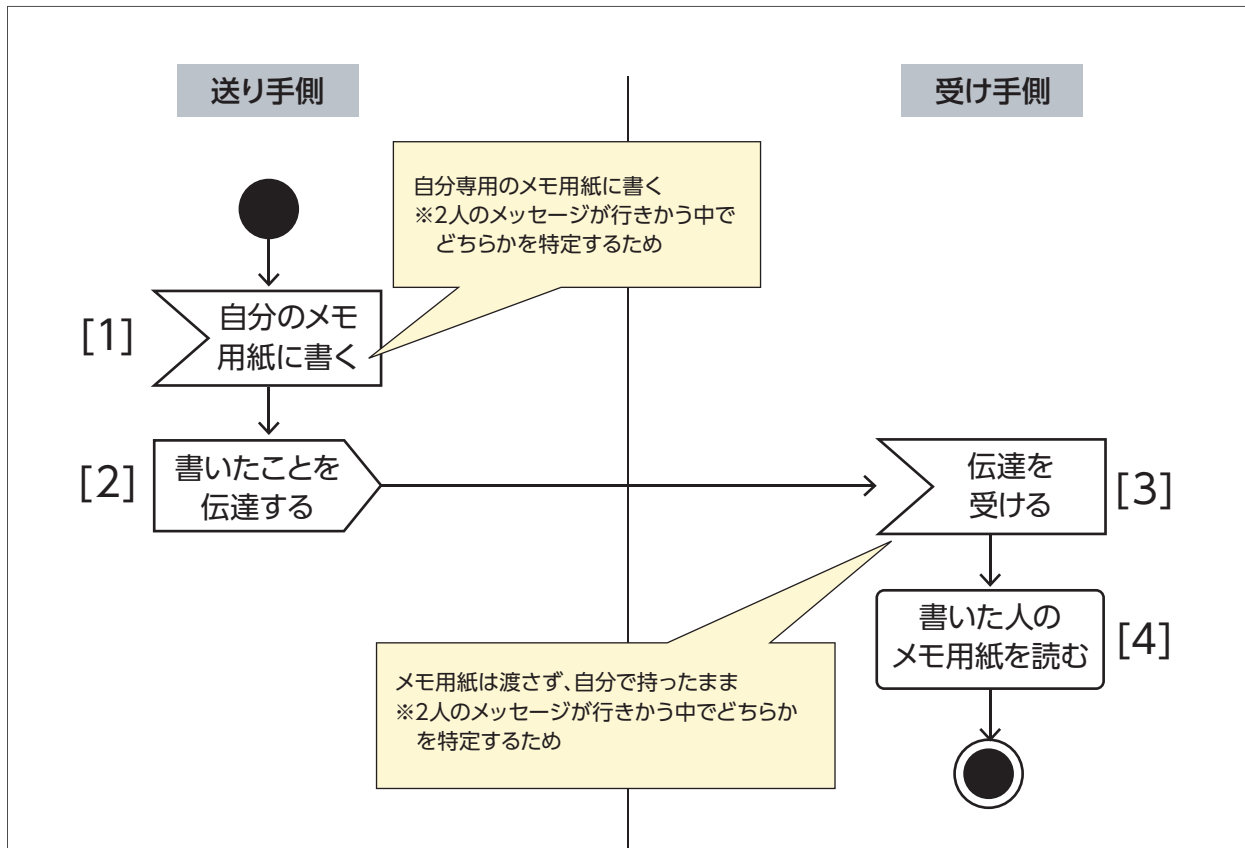 送り手側
受け手側
自分専用のメモ用紙に書く
※2人のメッセージが行きかう中で
どちらかを特定するため
[1]
自分のメモ
用紙に書く
[2]
書いたことを
伝達する
伝達を
受ける
[3]
書いた人の
メモ用紙を読む
[4]
メモ用紙は渡さず、自分で持ったまま
※2人のメッセージが行きかう中でどちらか
を特定するため